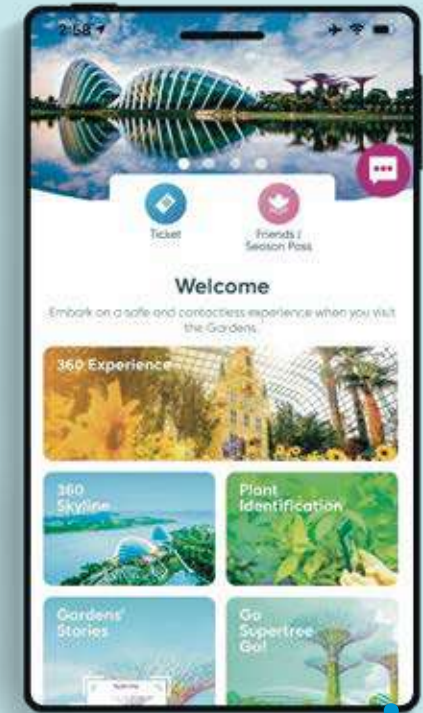 2:58
Ticket
Friends /
Season Pass
Welcome
Embark on a safe and contactless experience when you visit
the Gardens.
360 Experience
360
Skyline
Plant
Identification
Gardens'
Stories
Go
Supertree
Go!